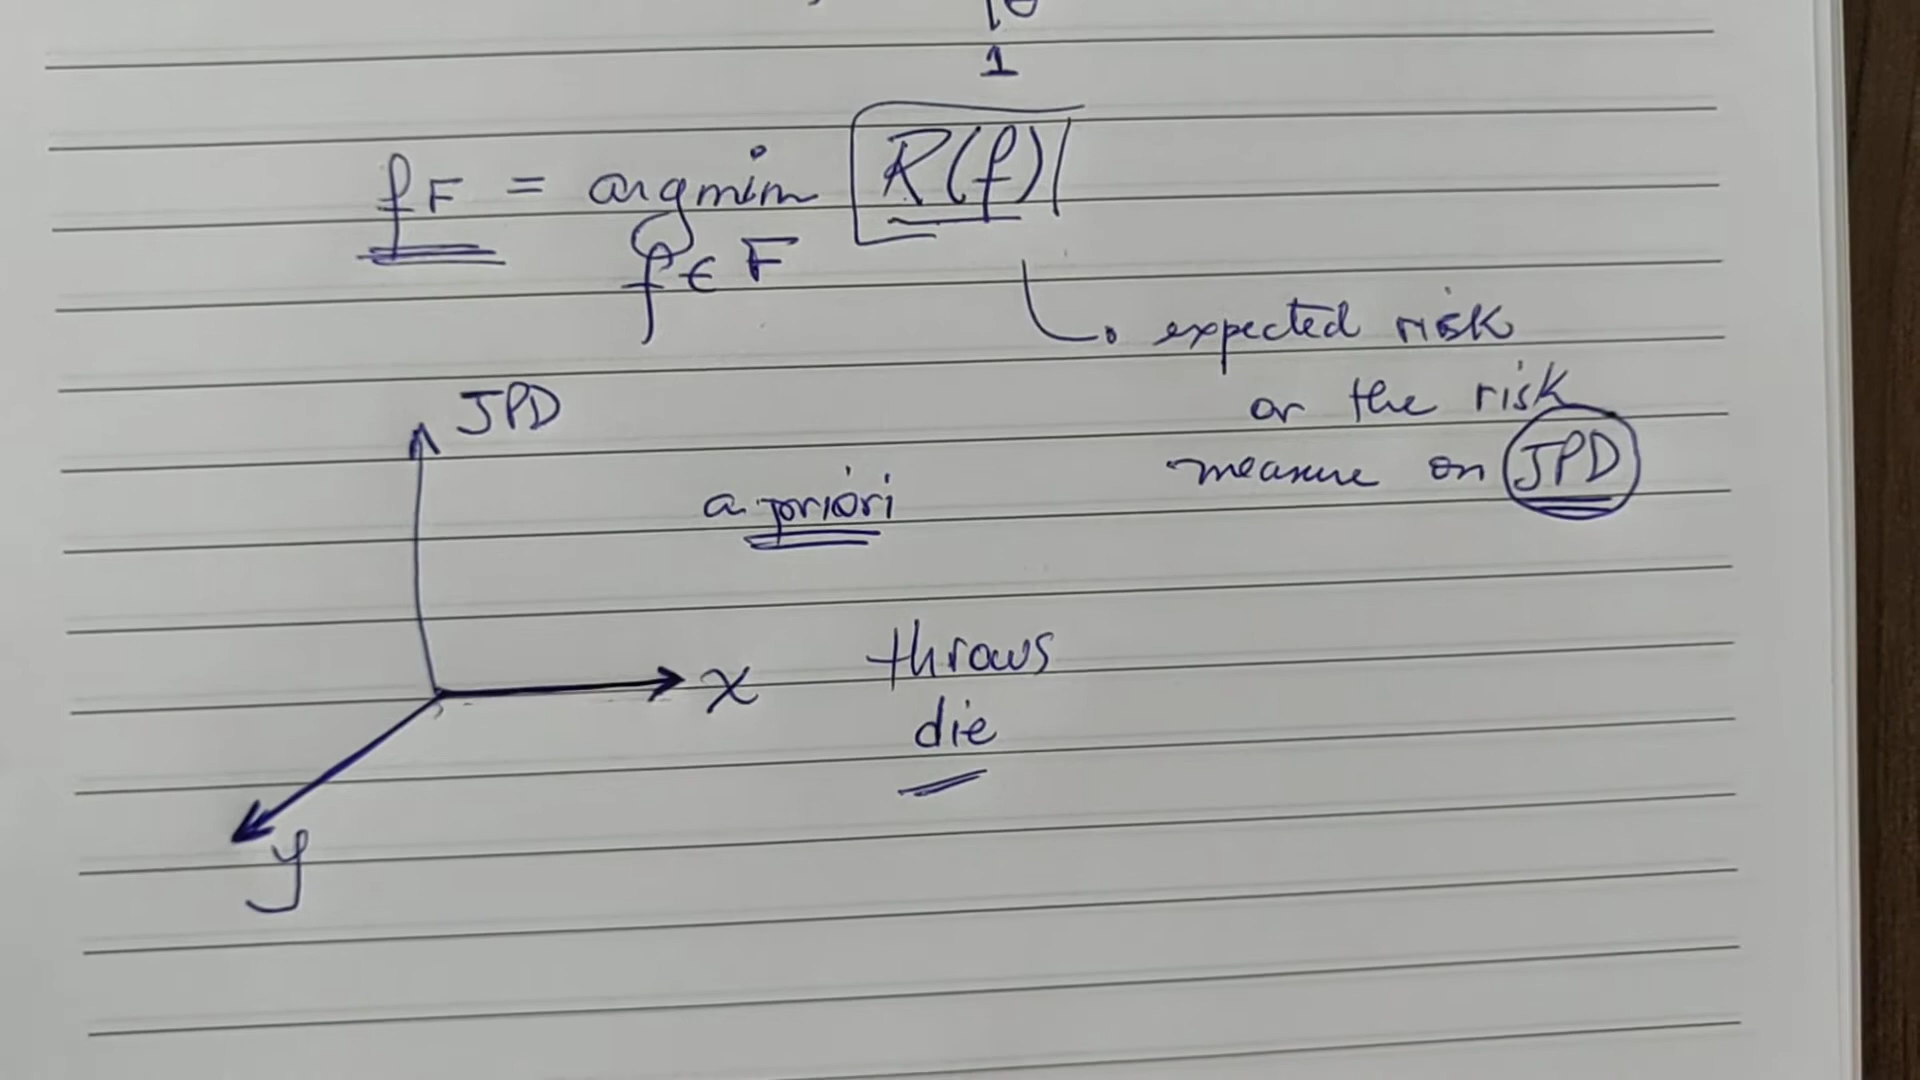 1
f_F = argmin R(f)
f ∈ F
expected risk
or the risk
measure on JPD
JPD
a priori
x
throws
die
y